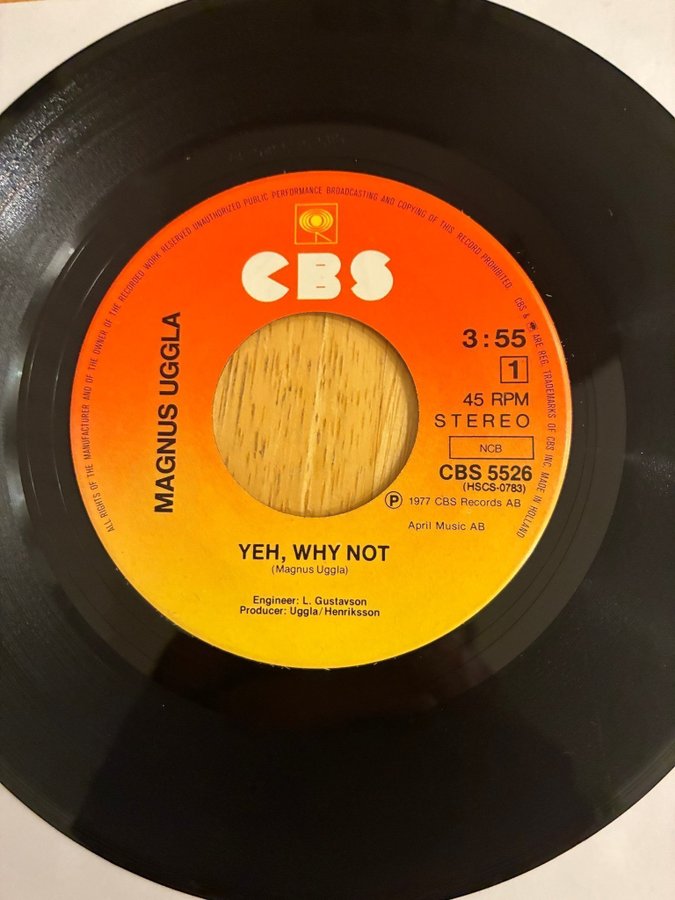 ALL RIGHTS OF THE MANUFACTURER AND OF THE OWNER OF THE RECORDED WORK RESERVED UNAUTHORIZED PUBLIC PERFORMANCE BROADCASTING AND COPYING OF THIS RECORD PROHIBITED. CBS & ARE REG. TRADEMARKS OF CBS INC. MADE IN HOLLAND
CBS
MAGNUS UGGLA
3:55
1
45 RPM
STEREO
NCB
CBS 5526
(HSCS-0783)
Ⓟ 1977 CBS Records AB
April Music AB
YEH, WHY NOT
(Magnus Uggla)
Engineer: L. Gustavson
Producer: Uggla/Henriksson